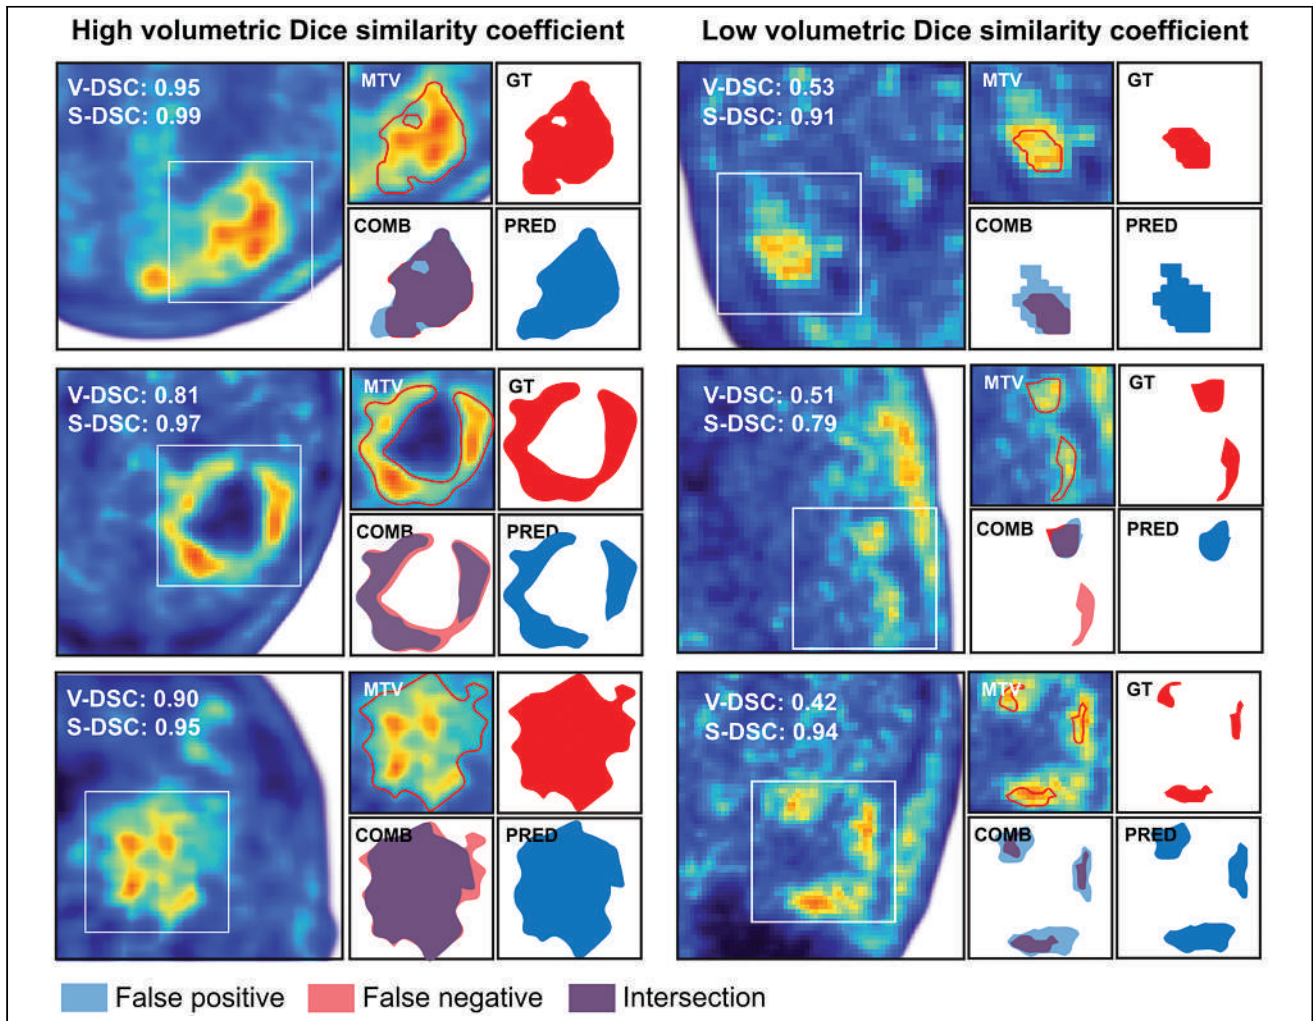 High volumetric Dice similarity coefficient
Low volumetric Dice similarity coefficient
V-DSC: 0.95
S-DSC: 0.99
MTV
GT
COMB
PRED
V-DSC: 0.53
S-DSC: 0.91
MTV
GT
COMB
PRED
V-DSC: 0.81
S-DSC: 0.97
MTV
GT
COMB
PRED
V-DSC: 0.51
S-DSC: 0.79
MTV
GT
COMB
PRED
V-DSC: 0.90
S-DSC: 0.95
MTV
GT
COMB
PRED
V-DSC: 0.42
S-DSC: 0.94
MTV
GT
COMB
PRED
False positive
False negative
Intersection